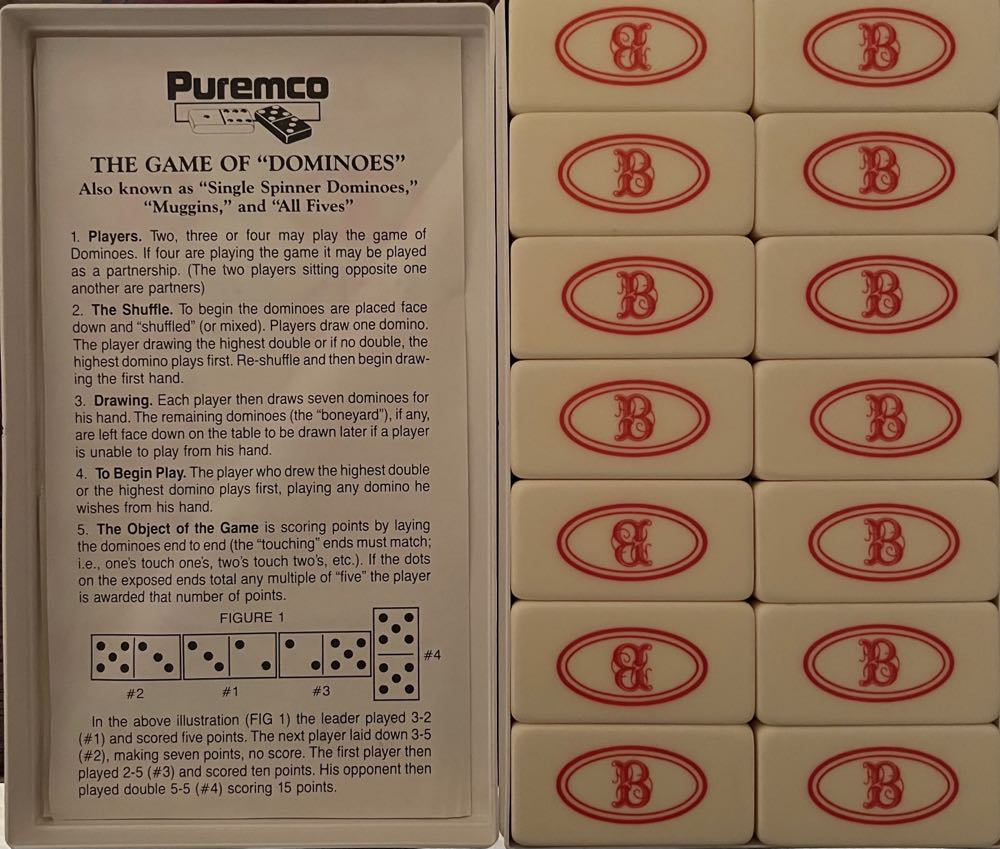 Puremco
THE GAME OF “DOMINOES”
Also known as “Single Spinner Dominoes,”
“Muggins,” and “All Fives”
1. Players. Two, three or four may play the game of
Dominoes. If four are playing the game it may be played
as a partnership. (The two players sitting opposite one
another are partners)
2. The Shuffle. To begin the dominoes are placed face
down and “shuffled” (or mixed). Players draw one domino.
The player drawing the highest double or if no double, the
highest domino plays first. Re-shuffle and then begin draw-
ing the first hand.
3. Drawing. Each player then draws seven dominoes for
his hand. The remaining dominoes (the “boneyard”), if any,
are left face down on the table to be drawn later if a player
is unable to play from his hand.
4. To Begin Play. The player who drew the highest double
or the highest domino plays first, playing any domino he
wishes from his hand.
5. The Object of the Game is scoring points by laying
the dominoes end to end (the “touching” ends must match;
i.e., one's touch one's, two's touch two's, etc.). If the dots
on the exposed ends total any multiple of “five” the player
is awarded that number of points.
FIGURE 1
#4
#2 #1 #3
In the above illustration (FIG 1) the leader played 3-2
(#1) and scored five points. The next player laid down 3-5
(#2), making seven points, no score. The first player then
played 2-5 (#3) and scored ten points. His opponent then
played double 5-5 (#4) scoring 15 points.
B B
B B
B B
B B
B B
B B
B B